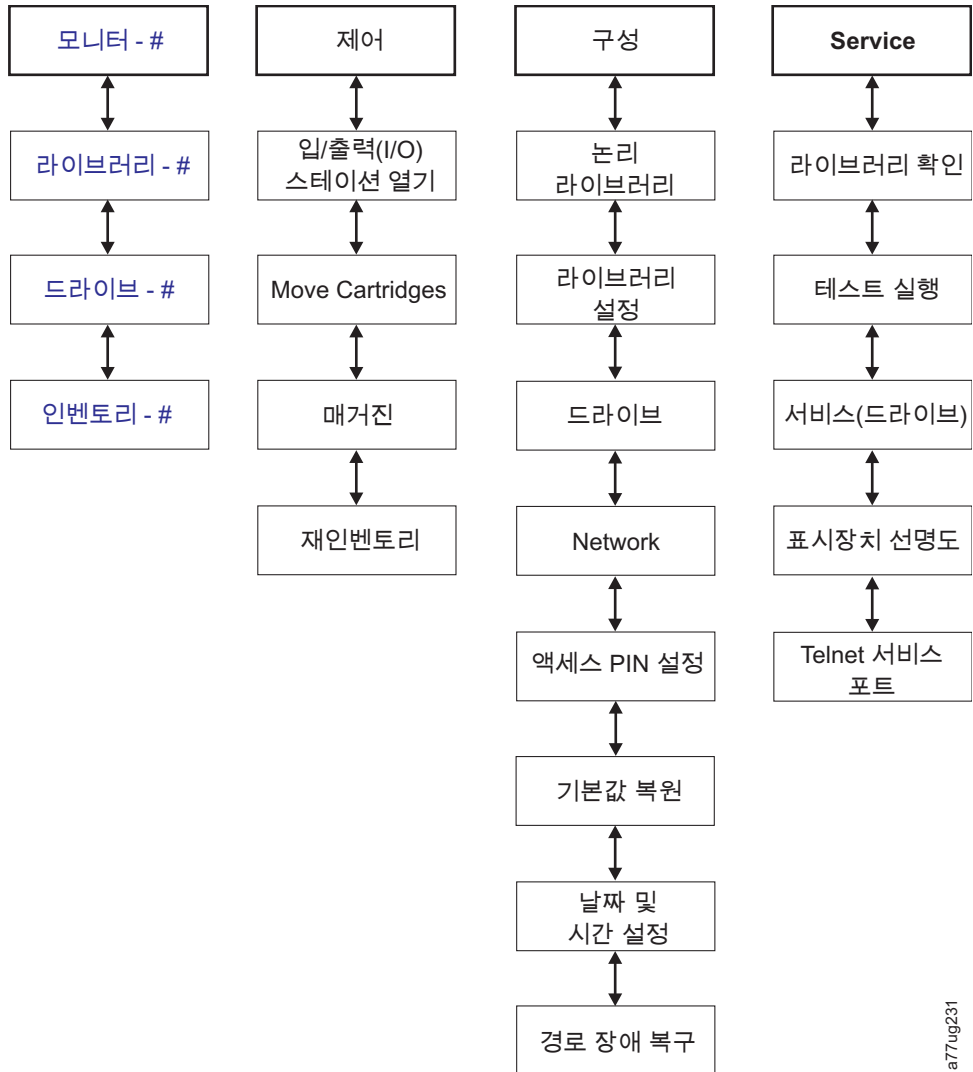 모니터 - #
라이브러리 - #
드라이브 - #
인벤토리 - #
제어
입/출력(I/O)
스테이션 열기
Move Cartridges
매거진
재인벤토리
구성
논리
라이브러리
라이브러리
설정
드라이브
Network
액세스 PIN 설정
기본값 복원
날짜 및
시간 설정
경로 장애 복구
Service
라이브러리 확인
테스트 실행
서비스(드라이브)
표시장치 선명도
Telnet 서비스
포트
a77ug231